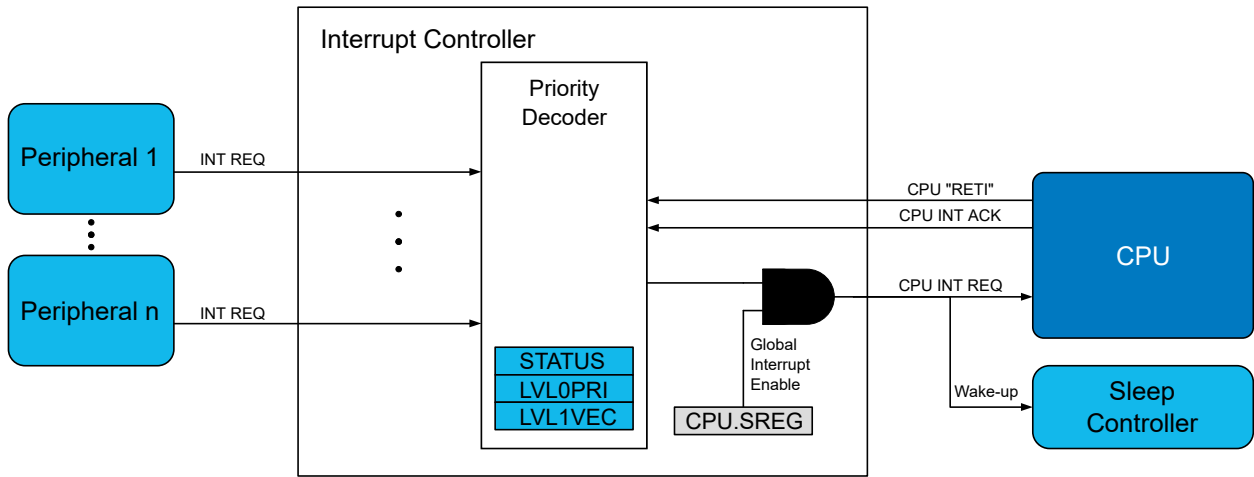 Interrupt Controller
Priority
Decoder
Peripheral 1
INT REQ
CPU "RETI"
CPU INT ACK
CPU
Peripheral n
INT REQ
CPU INT REQ
Global
Interrupt
Enable
STATUS
LVL0PRI
LVL1VEC
CPU.SREG
Wake-up
Sleep
Controller